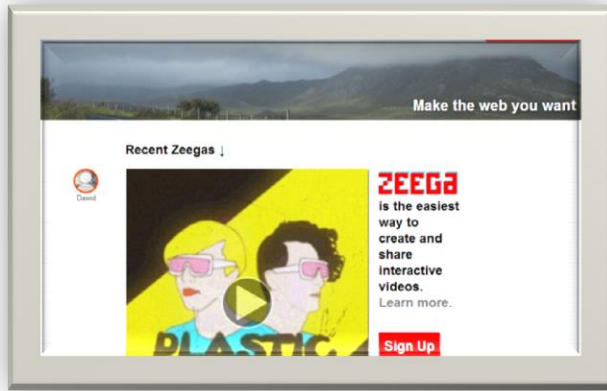 Make the web you want
Recent Zeegas ↓
David
PLASTIC
ZEEGA
is the easiest
way to
create and
share
interactive
videos.
Learn more.
Sign Up